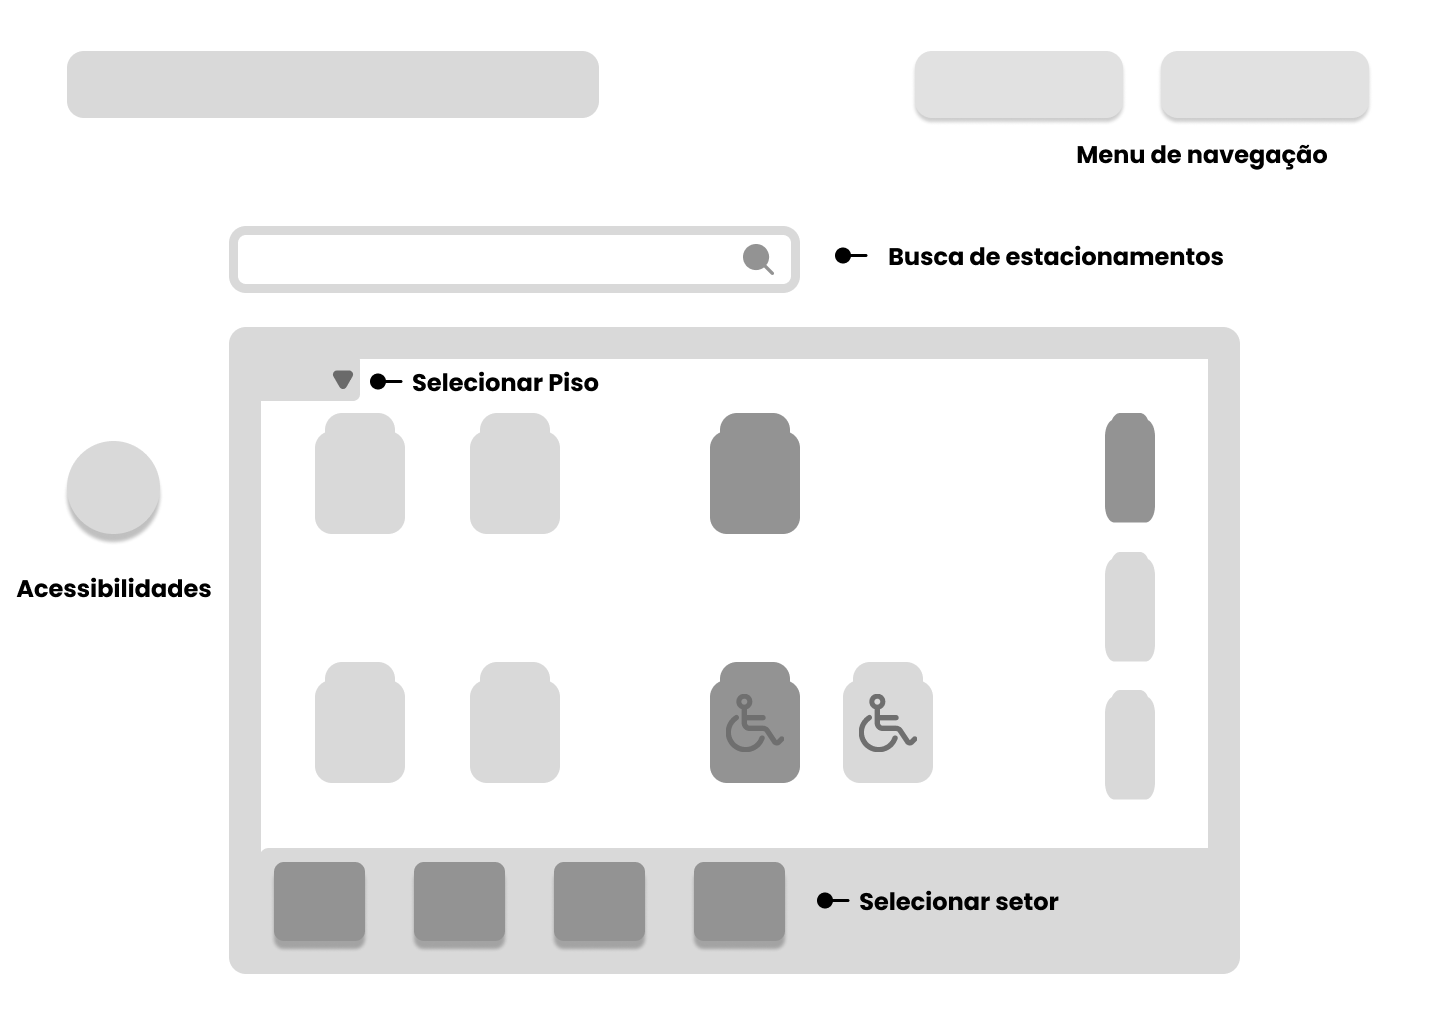 Menu de navegação
Busca de estacionamentos
Selecionar Piso
Acessibilidades
Selecionar setor